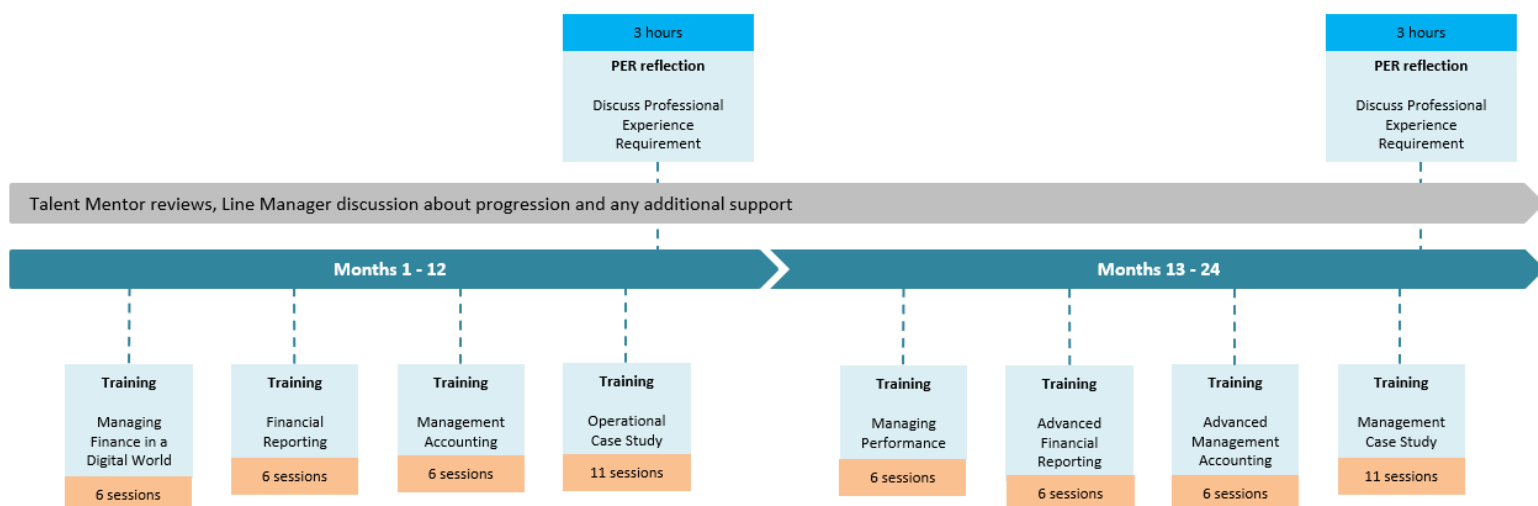 3 hours
PER reflection
Discuss Professional
Experience
Requirement
3 hours
PER reflection
Discuss Professional
Experience
Requirement
Talent Mentor reviews, Line Manager discussion about progression and any additional support
Months 1 - 12
Months 13 - 24
Training
Managing
Finance in a
Digital World
6 sessions
Training
Financial
Reporting
6 sessions
Training
Management
Accounting
6 sessions
Training
Operational
Case Study
11 sessions
Training
Managing
Performance
6 sessions
Training
Advanced
Financial
Reporting
6 sessions
Training
Advanced
Management
Accounting
6 sessions
Training
Management
Case Study
11 sessions